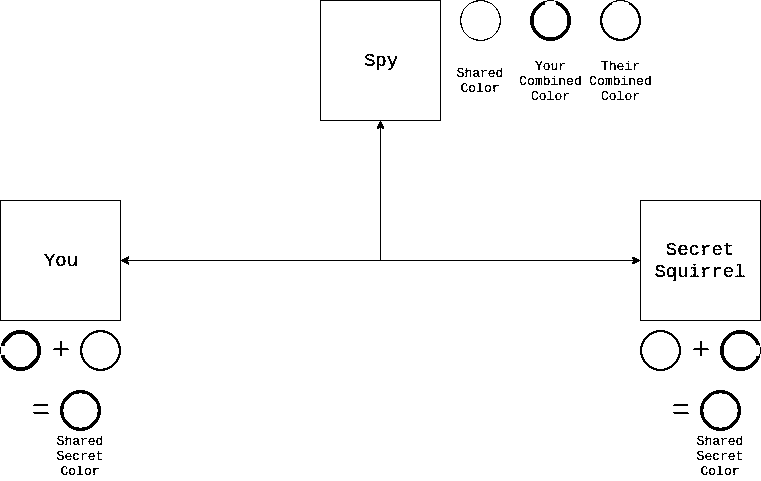 Spy
Shared
Color
Your
Combined
Color
Their
Combined
Color
You
Secret
Squirrel
+
+
=
=
Shared
Secret
Color
Shared
Secret
Color